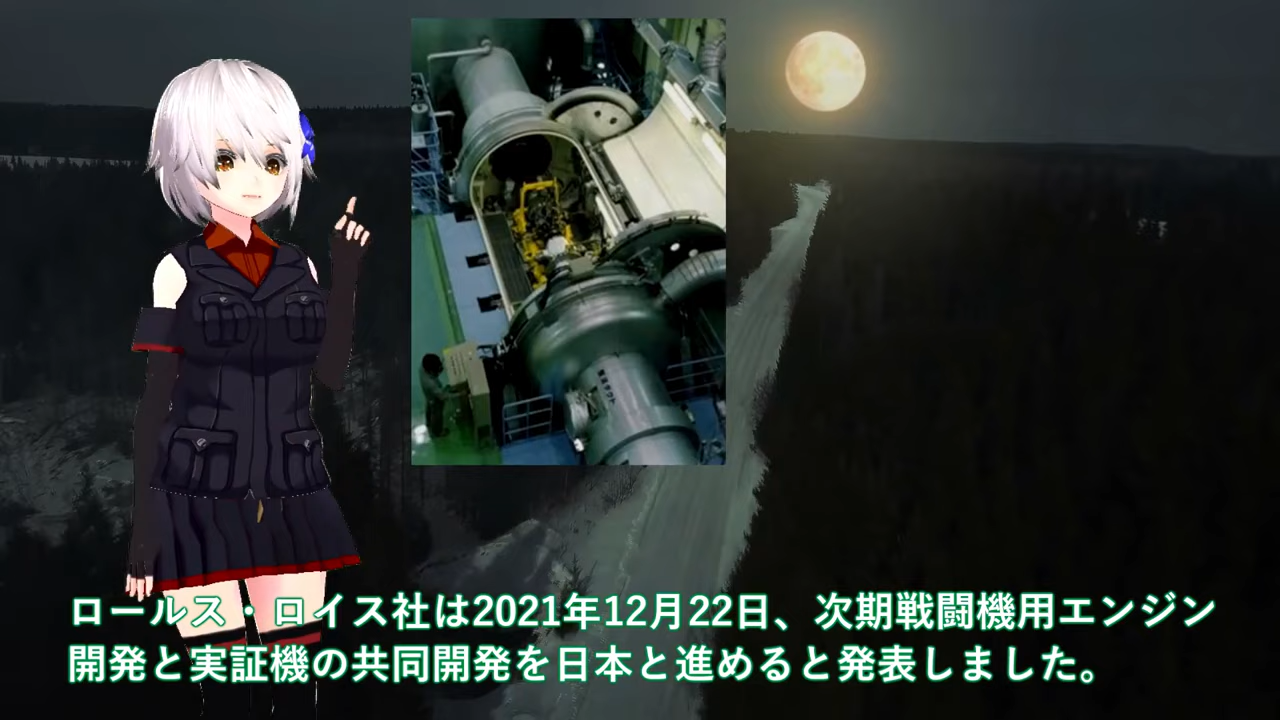 ロールス・ロイス社は2021年12月22日、次期戦闘機用エンジン
開発と実証機の共同開発を日本と進めると発表しました。